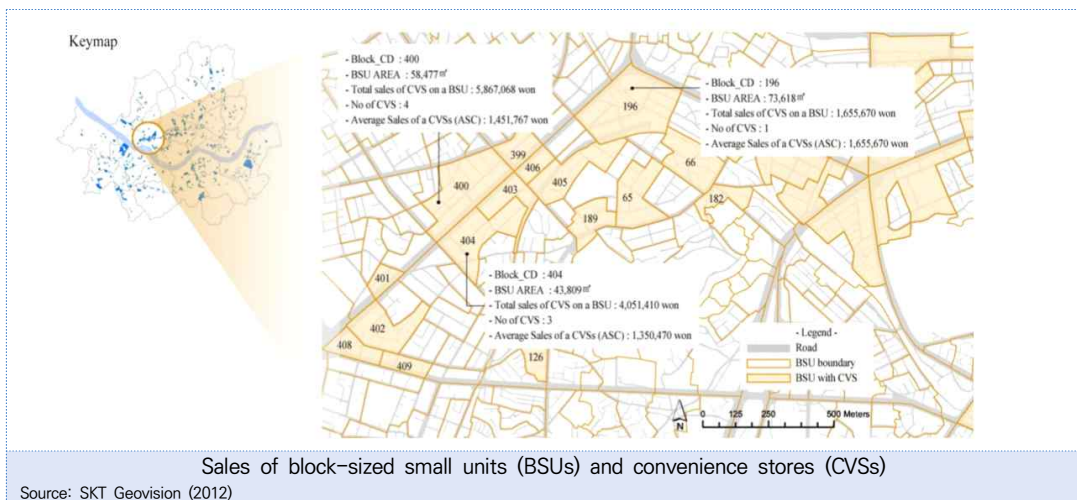 Keymap
- Block_CD : 400
- BSU AREA : 58,477㎡
- Total sales of CVS on a BSU : 5,867,068 won
- No of CVS : 4
- Average Sales of a CVSs (ASC) : 1,451,767 won
- Block_CD : 196
- BSU AREA : 73,618㎡
- Total sales of CVS on a BSU : 1,655,670 won
- No of CVS : 1
- Average Sales of a CVSs (ASC) : 1,655,670 won
196
399
406
66
400
403
405
65
182
189
404
- Block_CD : 404
- BSU AREA : 43,809㎡
- Total sales of CVS on a BSU : 4,051,410 won
- No of CVS : 3
- Average Sales of a CVSs (ASC) : 1,350,470 won
401
402
408
409
126
- Legend -
Road
BSU boundary
BSU with CVS
N
0 125 250 500 Meters
Sales of block-sized small units (BSUs) and convenience stores (CVSs)
Source: SKT Geovision (2012)